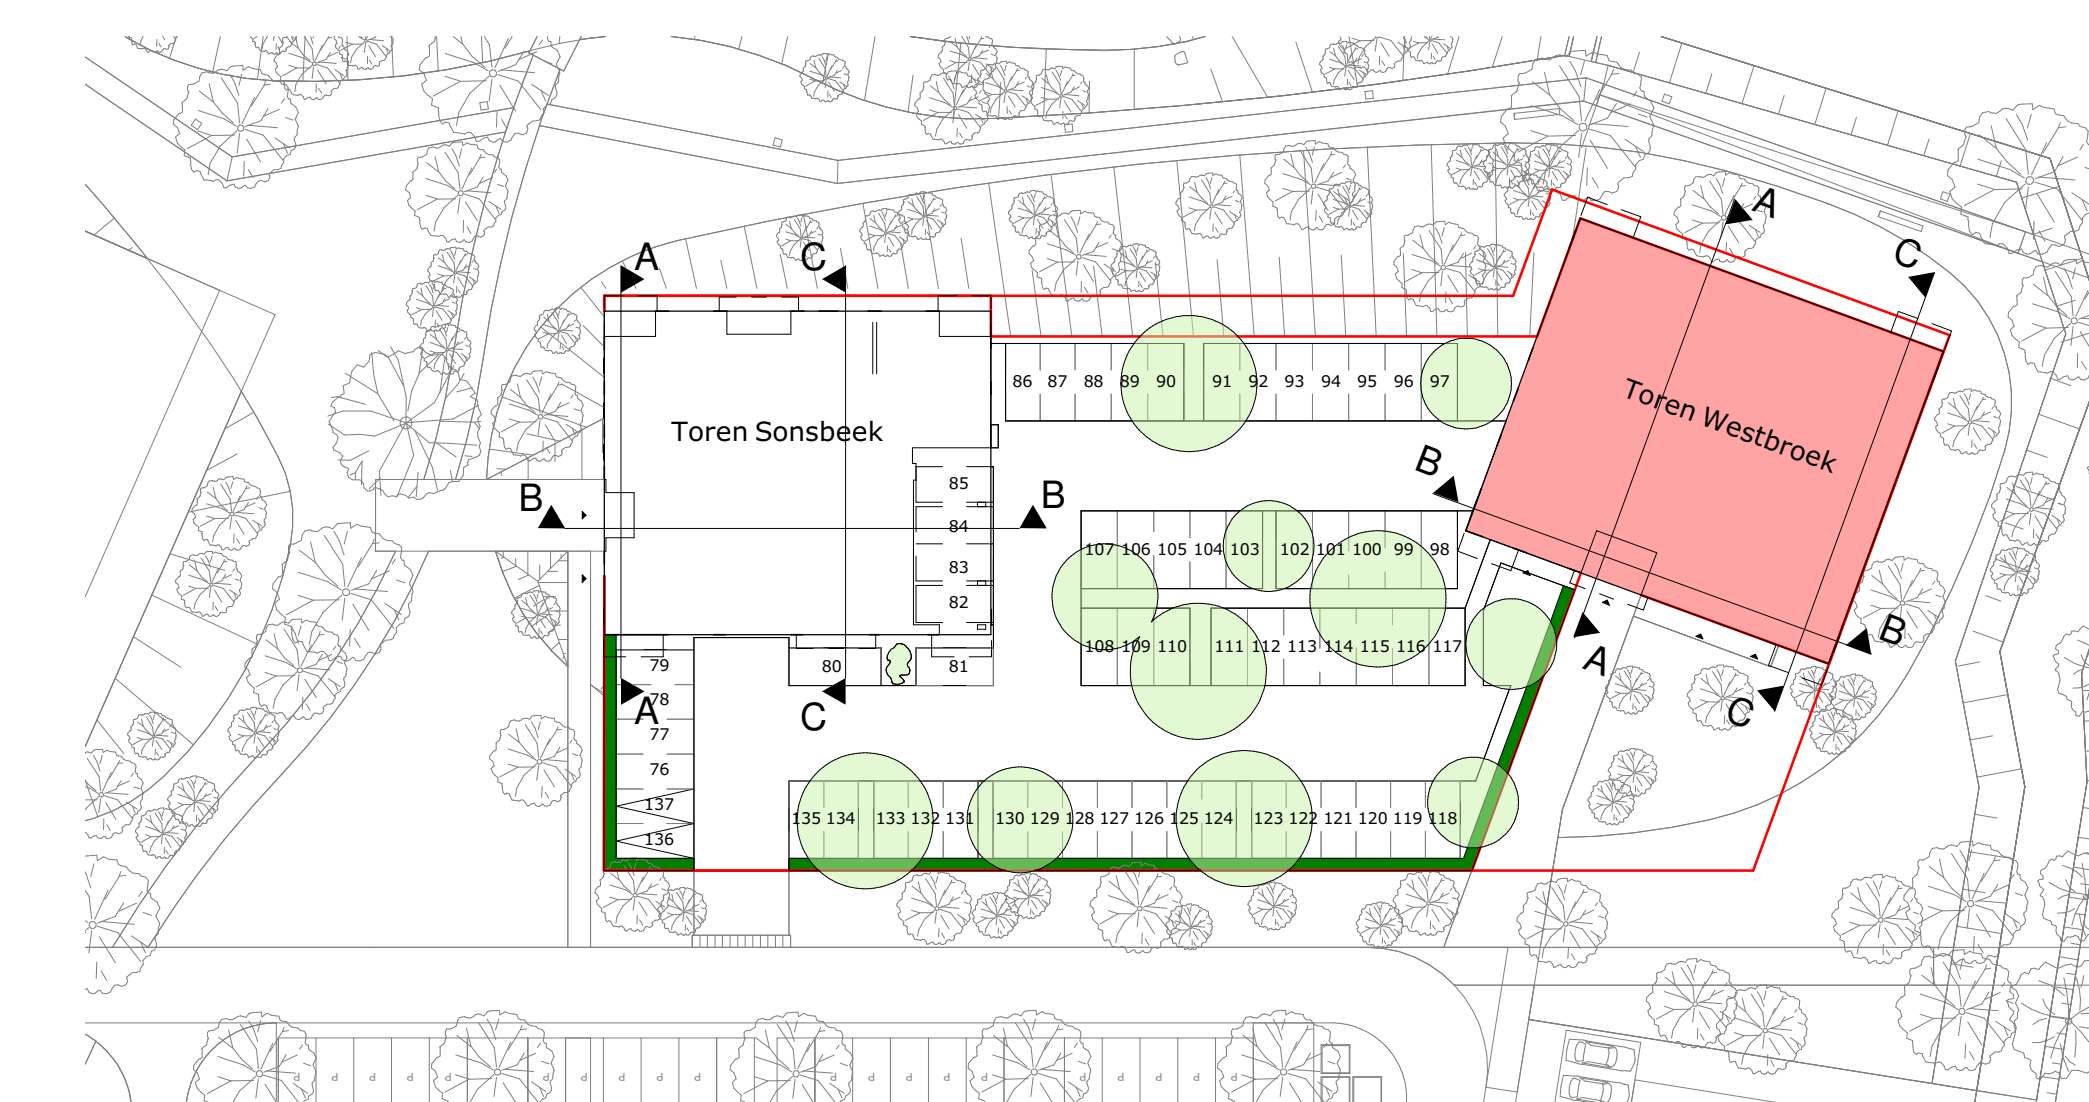 A
A
C
C
86 87 88 89 90 91 92 93 94 95 96 97
Toren Westbroek
Toren Sonsbeek
B
B
B
85
84
83
82
107 106 105 104 103 102 101 100 99 98
108 109 110 111 112 113 114 115 116 117
B
A
C
79
78
77
76
137
136
80
81
A
C
135 134 133 132 131 130 129 128 127 126 125 124 123 122 121 120 119 118
P P P P P P P P P P P P P P P P P P P P